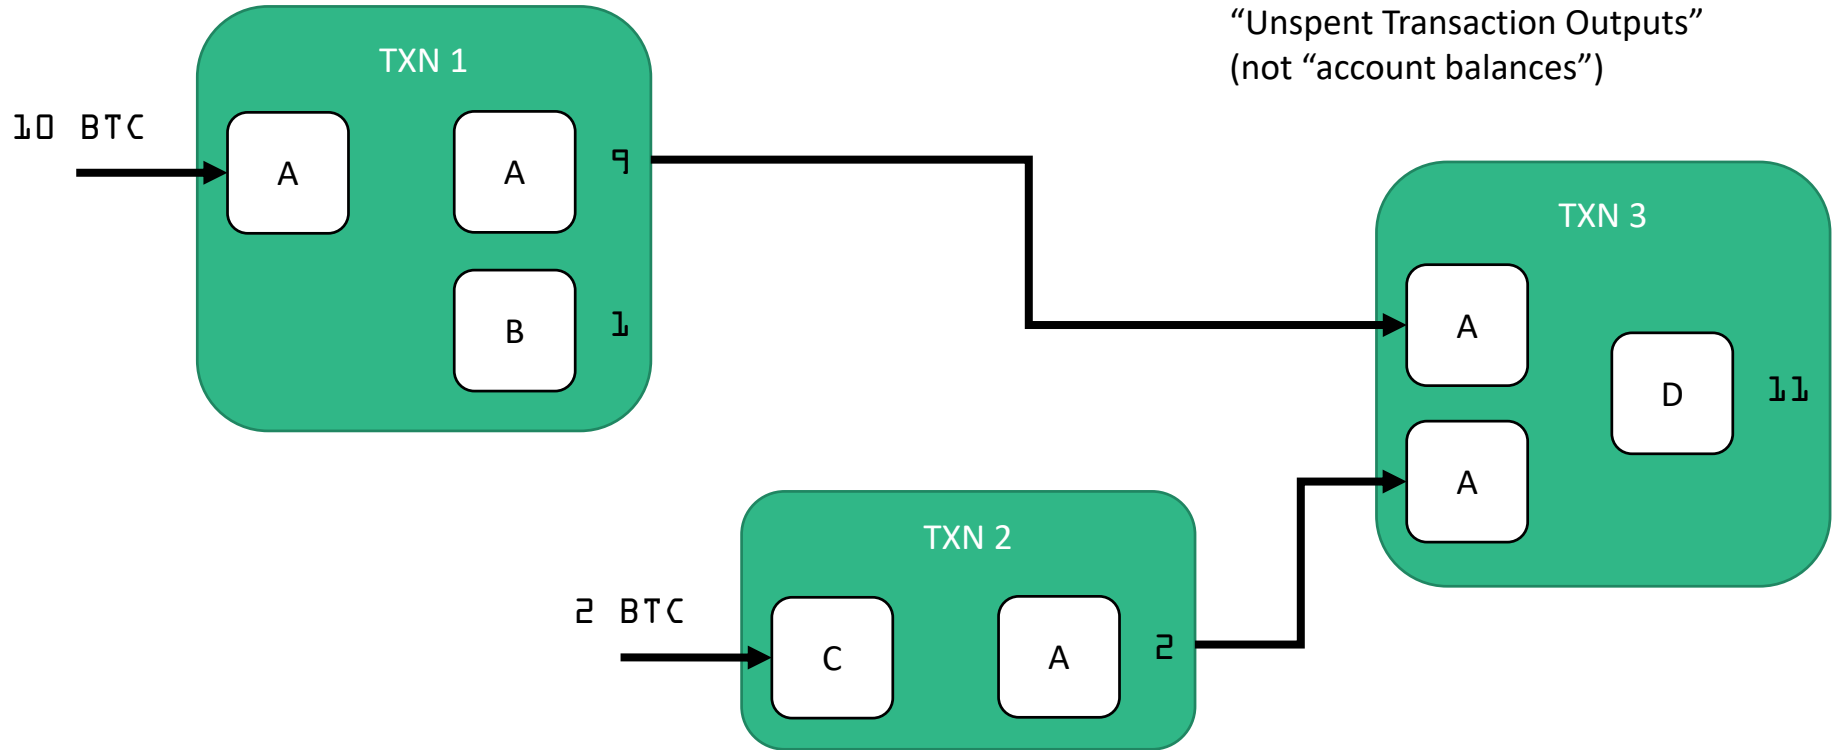 “Unspent Transaction Outputs”
(not “account balances”)
TXN 1
10 BTC
A
A
9
B
1
TXN 3
A
D
11
A
TXN 2
2 BTC
C
A
2